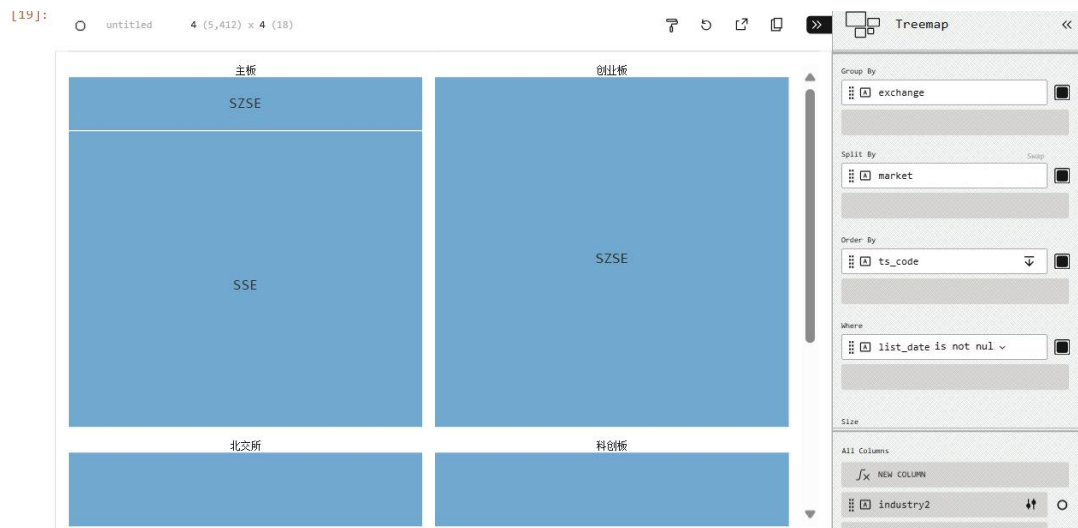 [19]:
untitled 4 (5,412) x 4 (18)
主板
SZSE
SSE
创业板
SZSE
北交所
科创板
Treemap
Group By
A exchange
Split By
Swap
A market
Order By
A ts_code
Where
A list_date is not nul
Size
All Columns
fx NEW COLUMN
A industry2